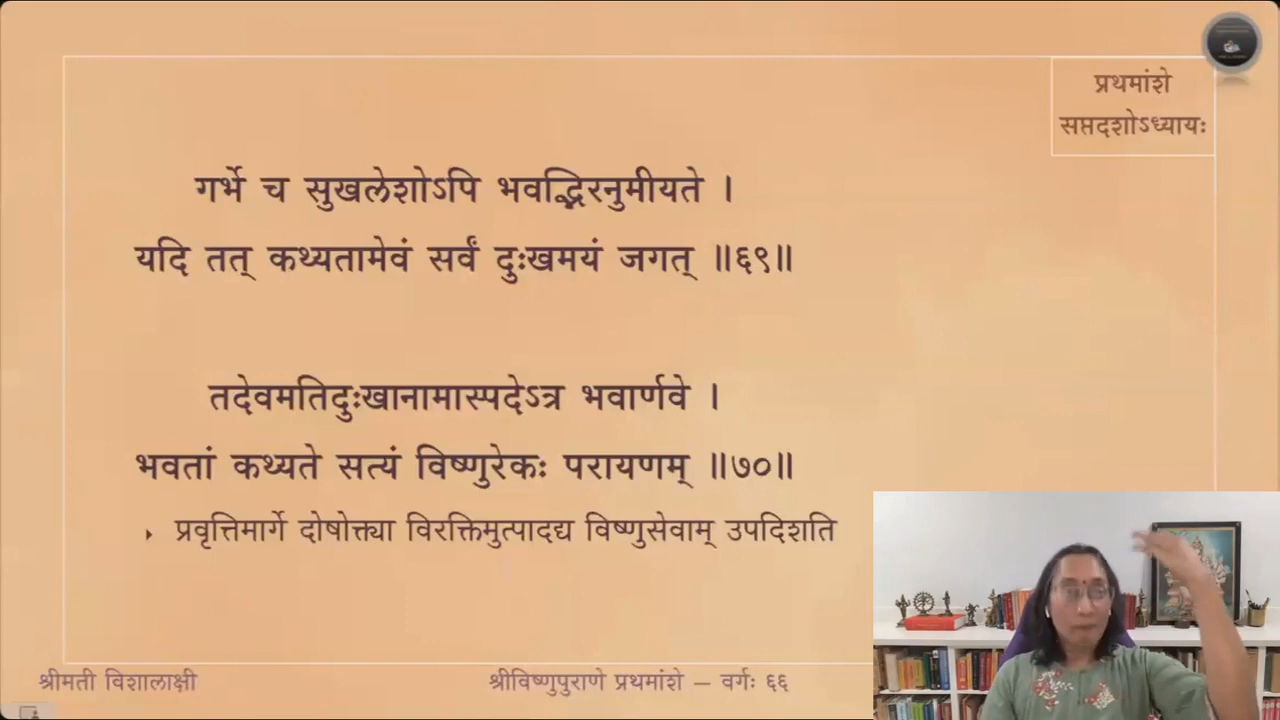 प्रथमांशे
सप्तदशोऽध्यायः
गर्भे च सुखलेशोऽपि भवद्भिरनुमीयते ।
यदि तत् कथ्यतामेवं सर्वं दुःखमयं जगत् ॥६९॥
तदेवमतिदुःखानामास्पदेऽत्र भवार्णवे ।
भवतां कथ्यते सत्यं विष्णुरेकः परायणम् ॥७०॥
‣ प्रवृत्तिमार्गे दोषोक्त्या विरक्तिमुत्पादद्य विष्णुसेवाम् उपदिशति
श्रीमती विशालाक्षी
श्रीविष्णुपुराणे प्रथमांशे – वर्गः ६६